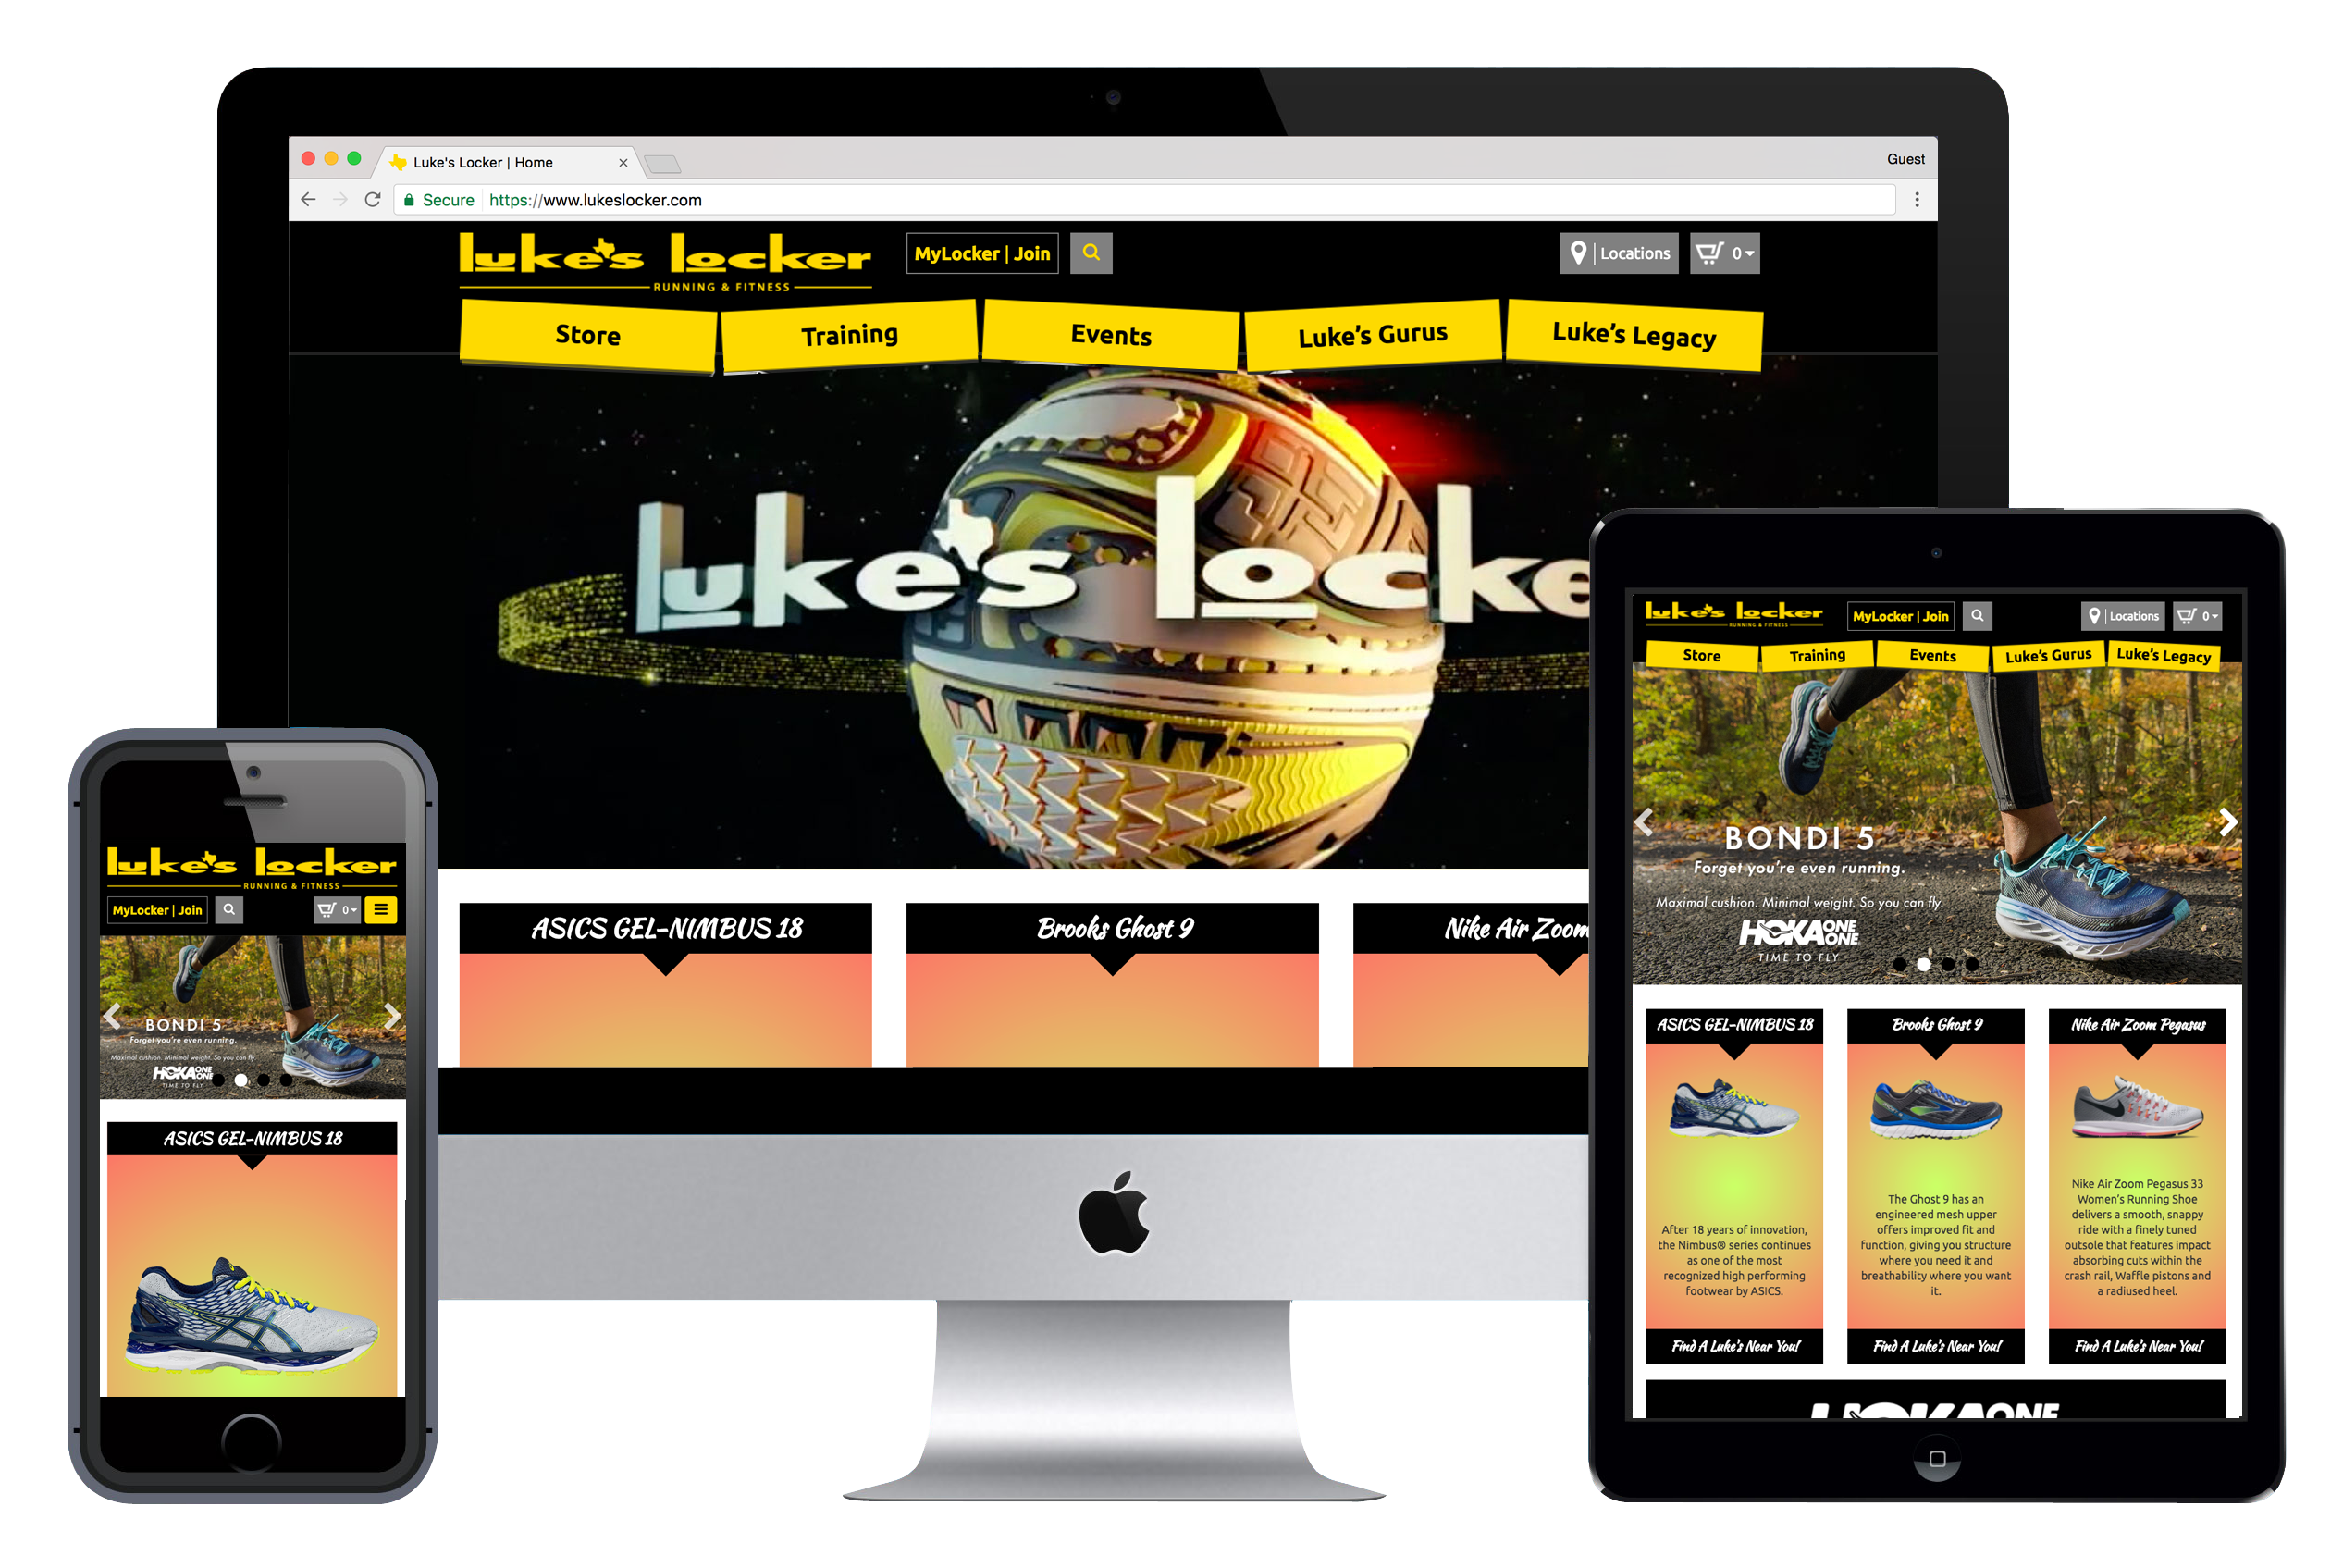 Luke's Locker | Home
Guest
Secure https://www.lukeslocker.com
luke's locker
RUNNING & FITNESS
MyLocker | Join
Locations
0
Store
Training
Events
Luke's Gurus
Luke's Legacy
luke's locke
ASICS GEL-NIMBUS 18
Brooks Ghost 9
Nike Air Zoom
luke's locker
RUNNING & FITNESS
MyLocker | Join
0
BONDI 5
Forget you're even running.
Maximal cushion. Minimal weight. So you can fly.
HOKA ONE ONE
TIME TO FLY
ASICS GEL-NIMBUS 18
luke's locker
RUNNING & FITNESS
MyLocker | Join
Locations
0
Store
Training
Events
Luke's Gurus
Luke's Legacy
BONDI 5
Forget you're even running.
Maximal cushion. Minimal weight. So you can fly.
HOKA ONE ONE
TIME TO FLY
ASICS GEL-NIMBUS 18
After 18 years of innovation,
the Nimbus® series continues
as one of the most
recognized high performing
footwear by ASICS.
Find A Luke's Near You!
Brooks Ghost 9
The Ghost 9 has an
engineered mesh upper
offers improved fit and
function, giving you structure
where you need it and
breathability where you want
it.
Find A Luke's Near You!
Nike Air Zoom Pegasus
Nike Air Zoom Pegasus 33
Women's Running Shoe
delivers a smooth, snappy
ride with a finely tuned
outsole that features impact
absorbing cuts within the
crash rail, Waffle pistons and
a radiused heel.
Find A Luke's Near You!
HOKA ONE